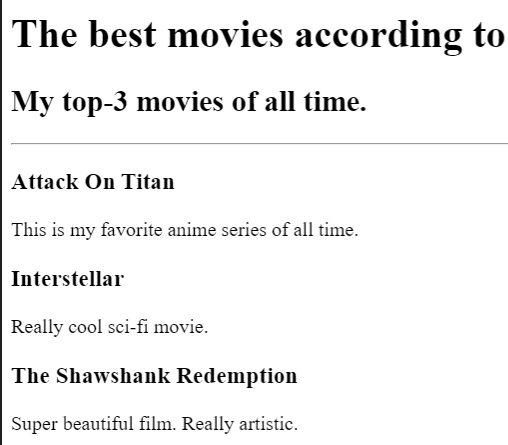 The best movies according to
My top-3 movies of all time.
Attack On Titan
This is my favorite anime series of all time.
Interstellar
Really cool sci-fi movie.
The Shawshank Redemption
Super beautiful film. Really artistic.